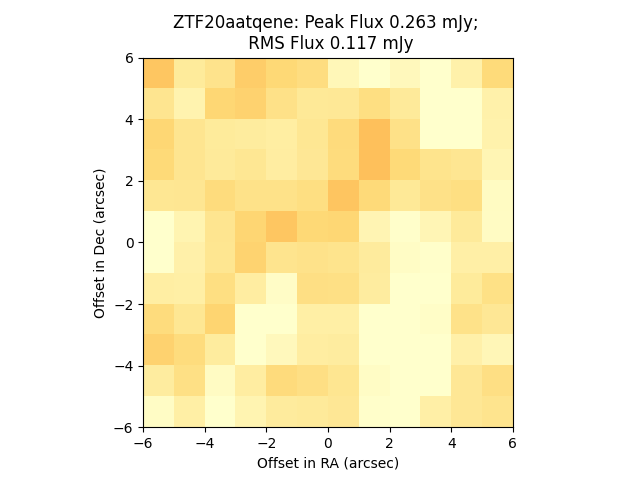 ZTF20aatqene: Peak Flux 0.263 mJy;
RMS Flux 0.117 mJy
6
4
2
0
−2
−4
−6
Offset in Dec (arcsec)
−6 −4 −2 0 2 4 6
Offset in RA (arcsec)